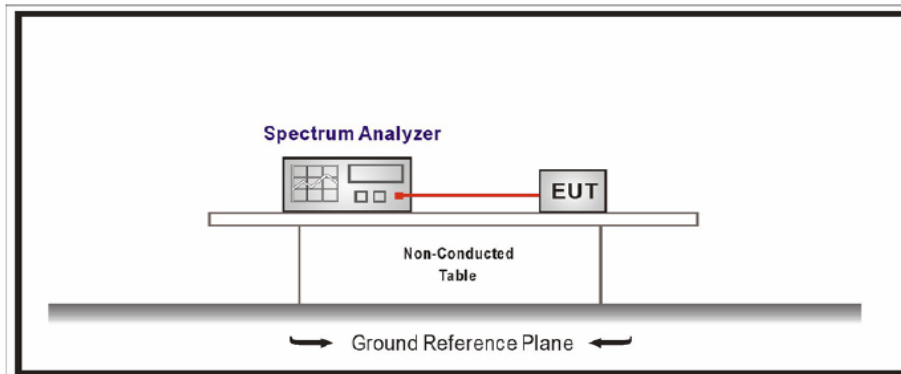 Spectrum Analyzer
EUT
Non-Conducted
Table
Ground Reference Plane